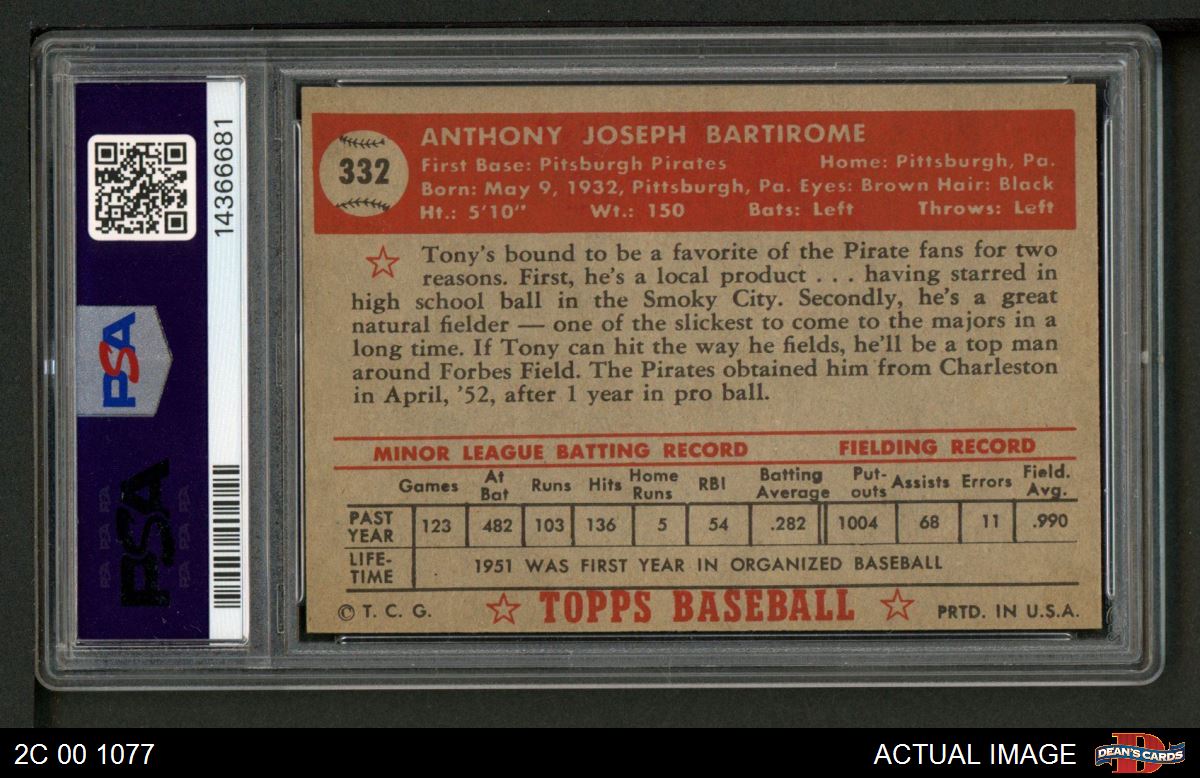 14366681
PSA
PSA
332
ANTHONY JOSEPH BARTIROME
First Base: Pitsburgh Pirates Home: Pittsburgh, Pa.
Born: May 9, 1932, Pittsburgh, Pa. Eyes: Brown Hair: Black
Ht.: 5'10" Wt.: 150 Bats: Left Throws: Left
Tony's bound to be a favorite of the Pirate fans for two
reasons. First, he's a local product . . . having starred in
high school ball in the Smoky City. Secondly, he's a great
natural fielder — one of the slickest to come to the majors in a
long time. If Tony can hit the way he fields, he'll be a top man
around Forbes Field. The Pirates obtained him from Charleston
in April, '52, after 1 year in pro ball.
MINOR LEAGUE BATTING RECORD FIELDING RECORD
Games At Bat Runs Hits Home Runs RBI Batting Average Put-outs Assists Errors Field. Avg.
PAST YEAR 123 482 103 136 5 54 .282 1004 68 11 .990
LIFE-TIME 1951 WAS FIRST YEAR IN ORGANIZED BASEBALL
© T. C. G. TOPPS BASEBALL PRTD. IN U.S.A.
2C 00 1077 ACTUAL IMAGE DEAN'S CARDS